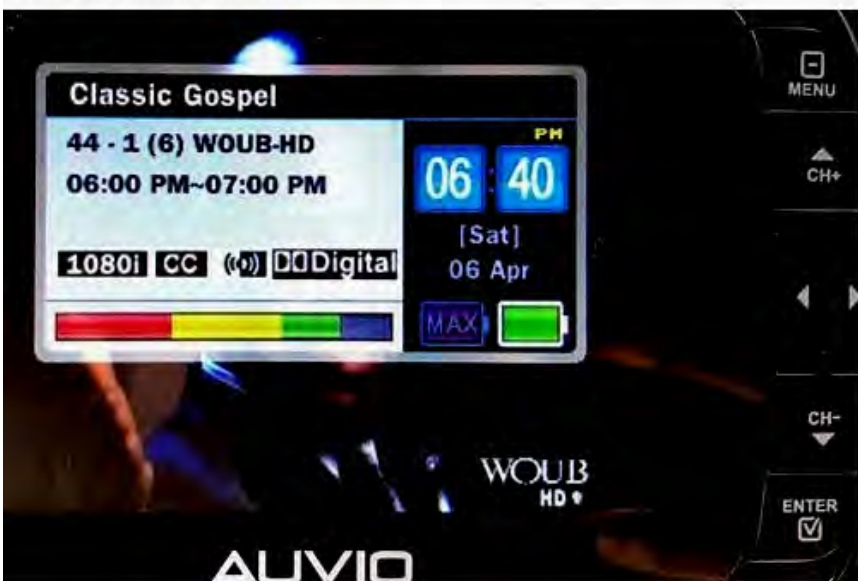 Classic Gospel
44 - 1 (6) WOUB-HD
06:00 PM~07:00 PM
1080i CC Digital
PM
06:40
[Sat]
06 Apr
MAX
WOUB
HD
AUVIO
MENU
CH+
CH-
ENTER